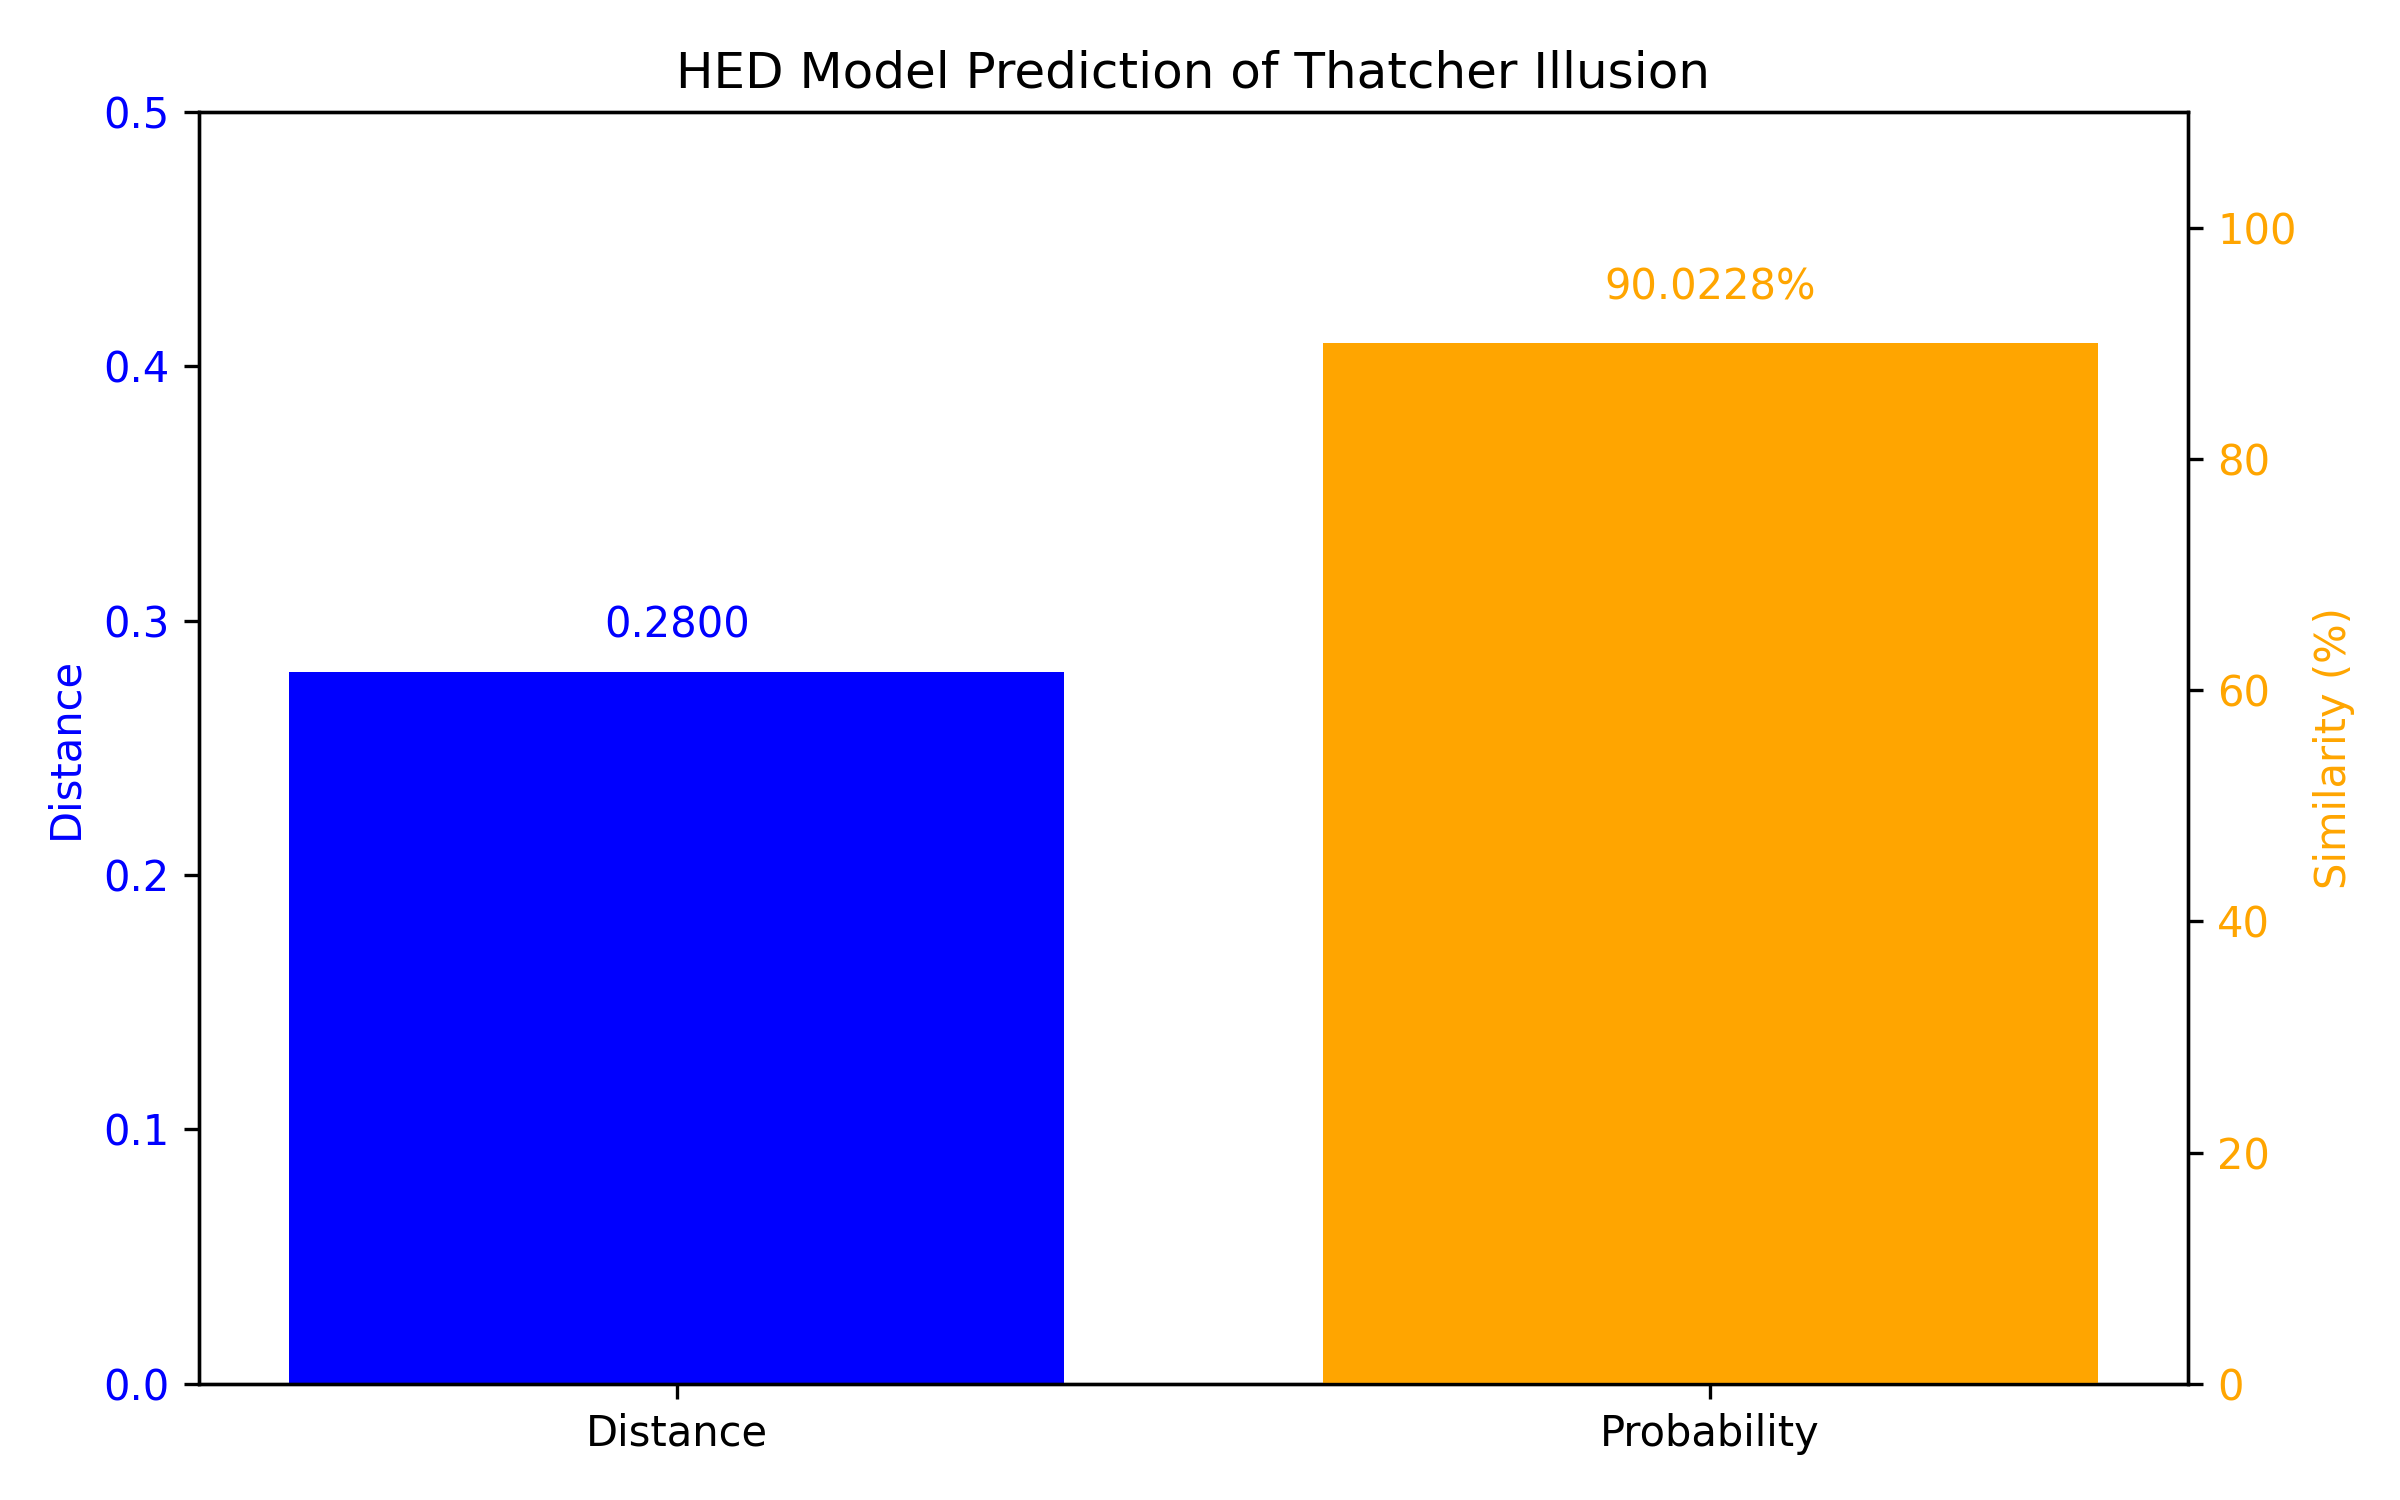 HED Model Prediction of Thatcher Illusion
0.5
0.4
0.3
0.2
0.1
0.0
Distance
0.2800
90.0228%
100
80
60
40
20
0
Similarity (%)
Distance
Probability